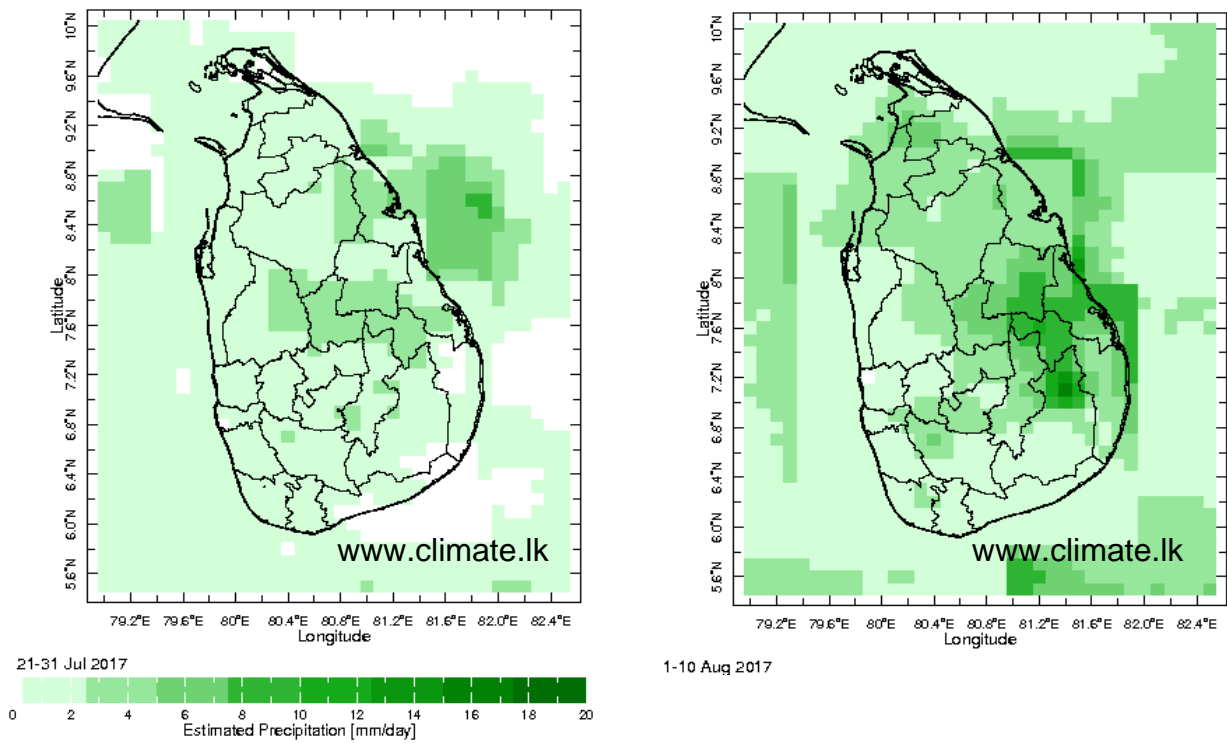 10°N
9.6°N
9.2°N
8.8°N
8.4°N
8°N
7.6°N
7.2°N
6.8°N
6.4°N
6.0°N
5.6°N
Latitude
www.climate.lk
79.2°E 79.6°E 80°E 80.4°E 80.8°E 81.2°E 81.6°E 82.0°E 82.4°E
Longitude
21-31 Jul 2017
0 2 4 6 8 10 12 14 16 18 20
Estimated Precipitation [mm/day]
10°N
9.6°N
9.2°N
8.8°N
8.4°N
8°N
7.6°N
7.2°N
6.8°N
6.4°N
6.0°N
5.6°N
Latitude
www.climate.lk
79.2°E 79.6°E 80°E 80.4°E 80.8°E 81.2°E 81.6°E 82.0°E 82.4°E
Longitude
1-10 Aug 2017